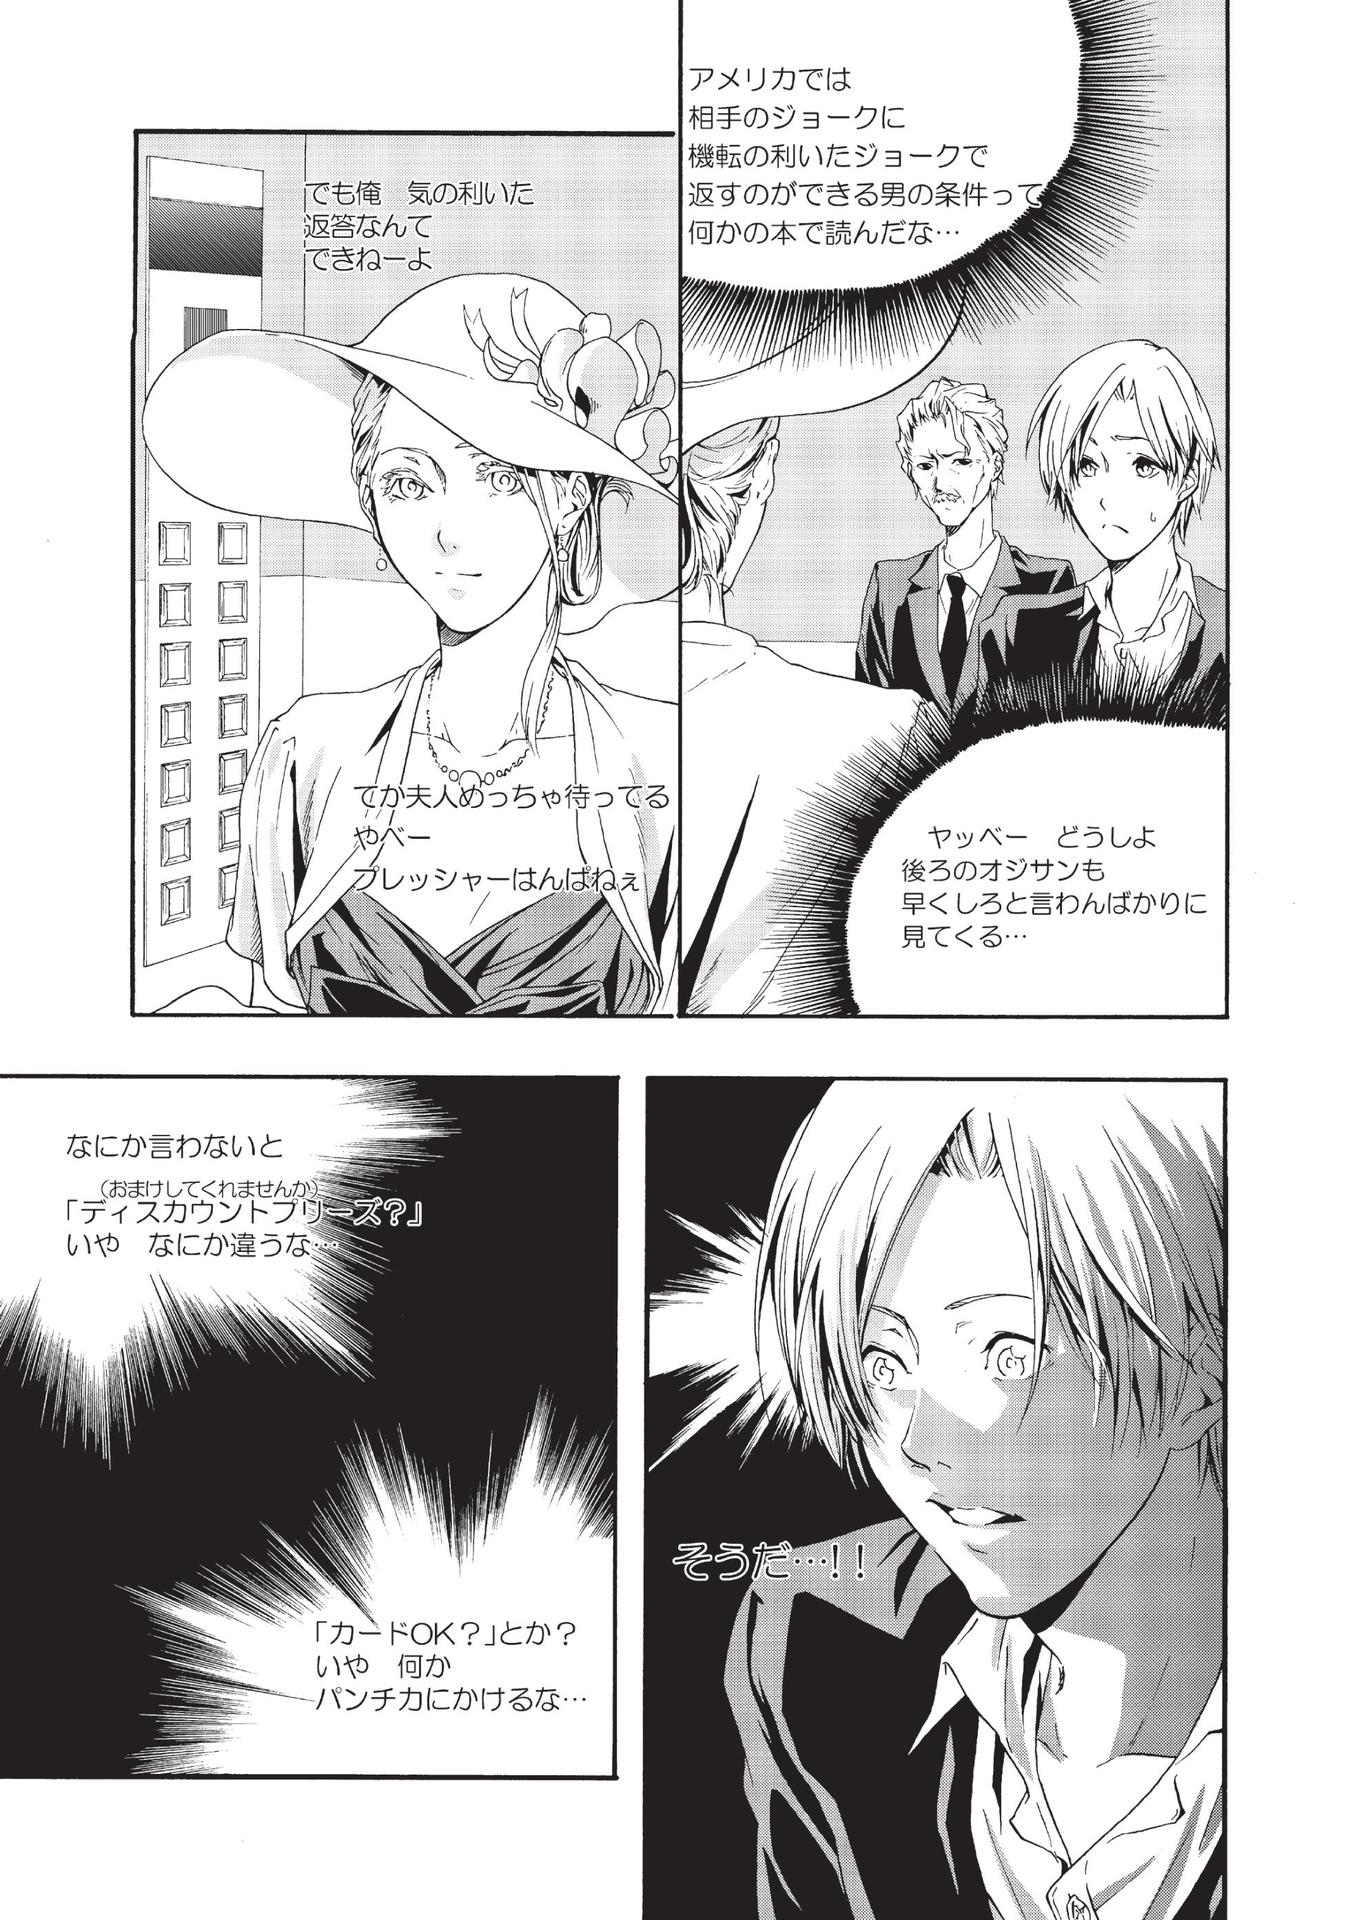 アメリカでは
相手のジョークに
機転の利いたジョークで
返すのができる男の条件って
何かの本で読んだな…
ヤッベー　どうしよ
後ろのオジサンも
早くしろと言わんばかりに
見てくる…
でも俺　気の利いた
返答なんて
できねーよ
てか夫人めっちゃ待ってる
やべー
プレッシャーはんぱねぇ
そうだ…！！
なにか言わないと
（おまけしてくれませんか）
「ディスカウントプリーズ？」
いや　なにか違うな…
「カードOK？」とか？
いや　何か
パンチ力にかけるな…